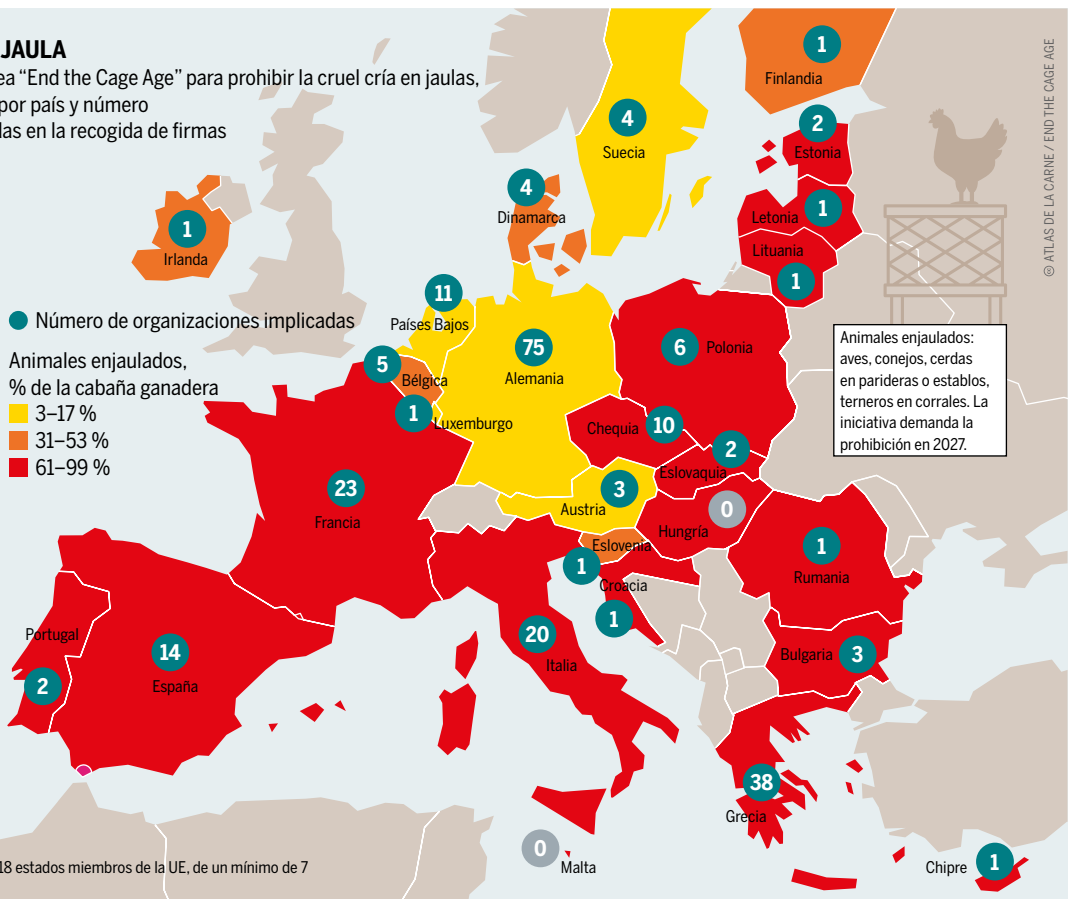 JAULA
ea “End the Cage Age” para prohibir la cruel cría en jaulas,
por país y número
das en la recogida de firmas
1
Finlandia
4
Suecia
2
Estonia
4
Dinamarca
1
Letonia
Lituania
1
1
Irlanda
11
Países Bajos
Número de organizaciones implicadas
Animales enjaulados,
% de la cabaña ganadera
3–17 %
31–53 %
61–99 %
5
Bélgica
1
Luxemburgo
75
Alemania
6 Polonia
Animales enjaulados:
aves, conejos, cerdas
en parideras o establos,
terneros en corrales. La
iniciativa demanda la
prohibición en 2027.
Chequia 10
2
Eslovaquia
23
Francia
3
Austria
0
Hungría
Eslovenia
1
Croacia
1
1
Rumania
Portugal
2
14
España
20
Italia
Bulgaria 3
38
Grecia
0
Malta
Chipre 1
18 estados miembros de la UE, de un mínimo de 7
© ATLAS DE LA CARNE / END THE CAGE AGE